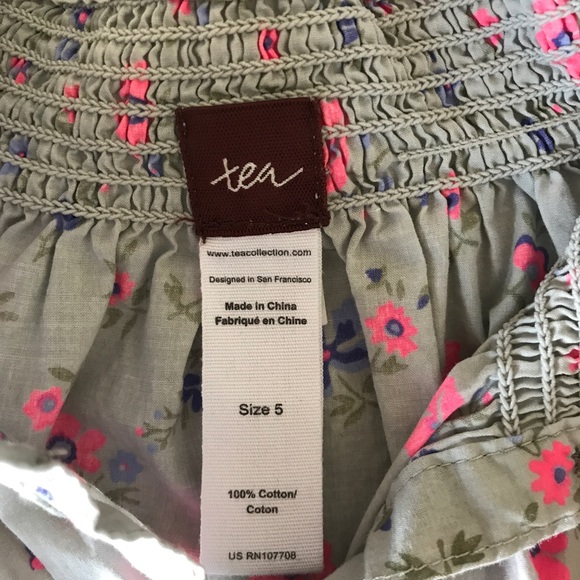 tea
www.teacollection.com
Designed in San Francisco
Made in China
Fabriqué en Chine
Size 5
100% Cotton/
Coton
US RN107708